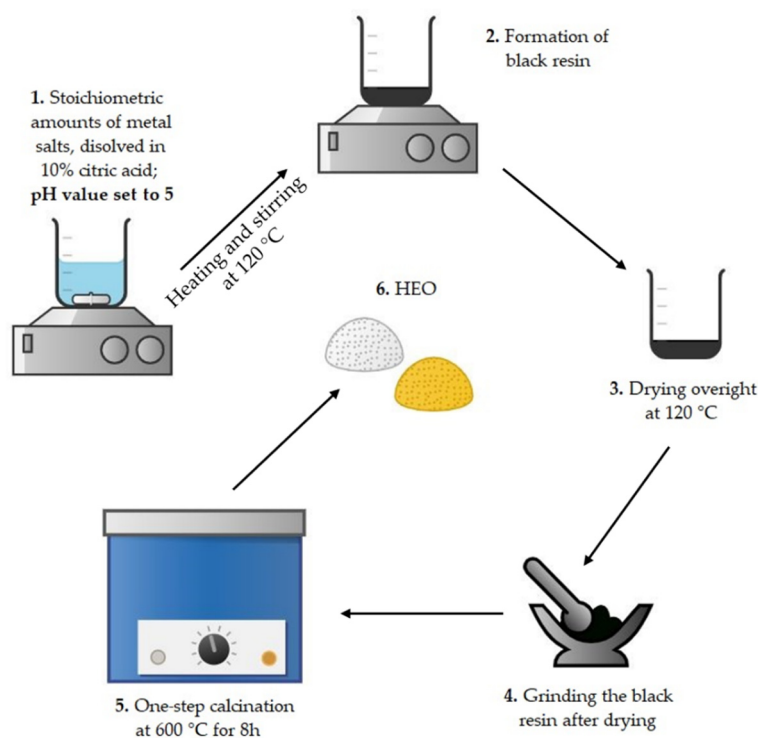 1. Stoichiometric
amounts of metal
salts, disolved in
10% citric acid;
pH value set to 5
Heating and stirring
at 120 °C
2. Formation of
black resin
3. Drying overight
at 120 °C
4. Grinding the black
resin after drying
5. One-step calcination
at 600 °C for 8h
6. HEO